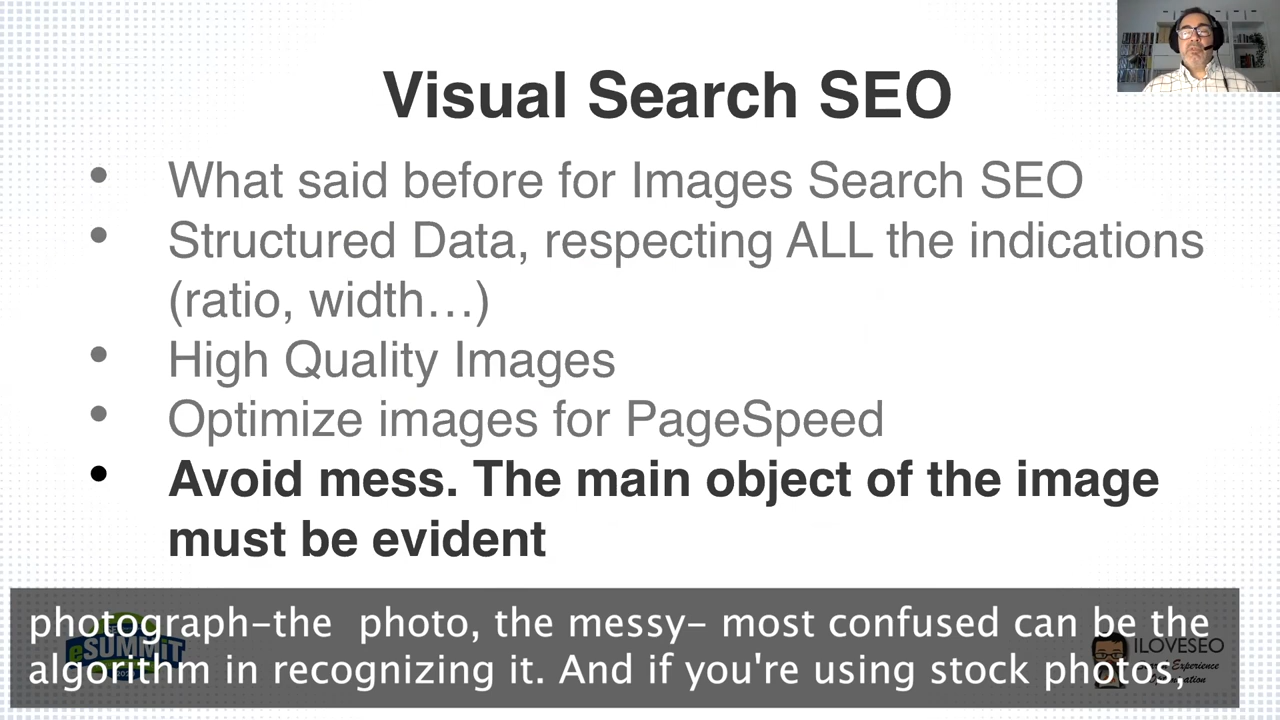 Visual Search SEO
• What said before for Images Search SEO
• Structured Data, respecting ALL the indications
(ratio, width…)
• High Quality Images
• Optimize images for PageSpeed
• Avoid mess. The main object of the image
must be evident
photograph-the photo, the messy- most confused can be the
algorithm in recognizing it. And if you're using stock photos,
eSUMMiT
ILOVESEO